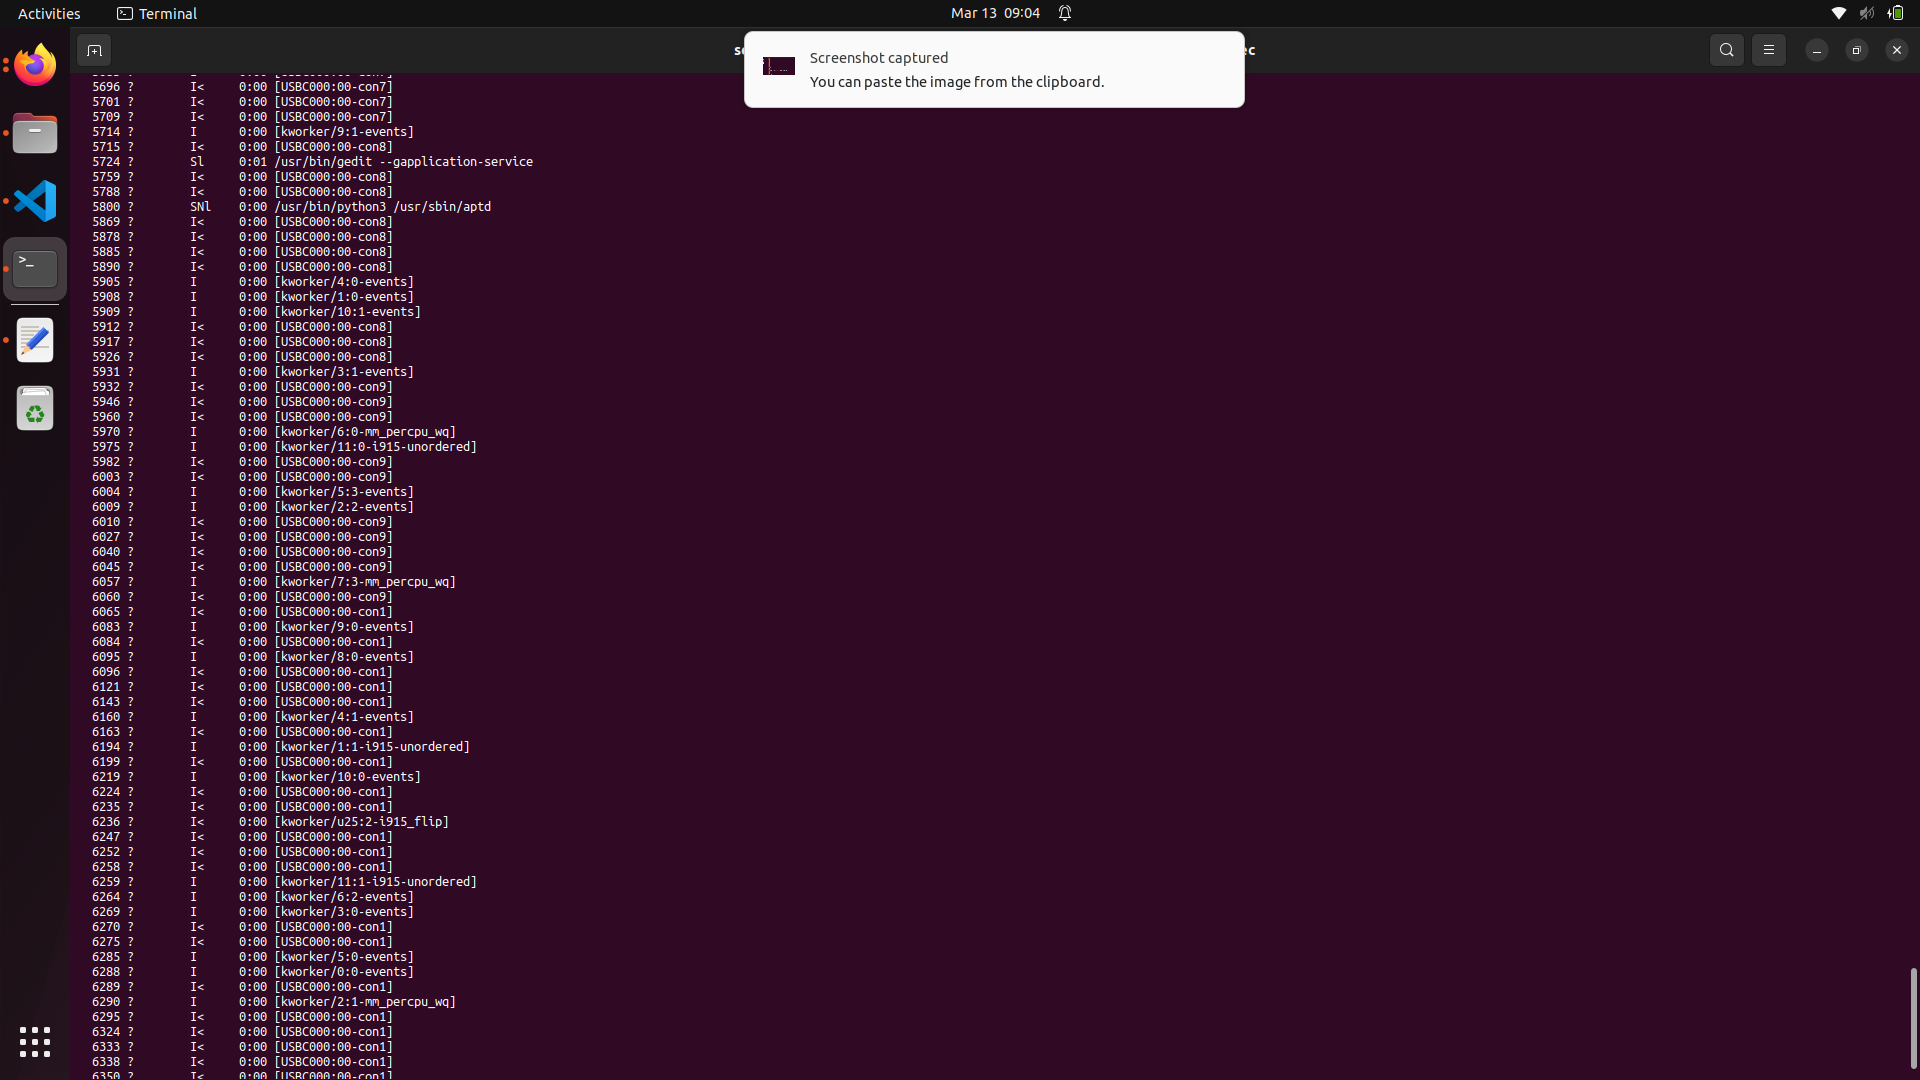 Activities
Terminal
Mar 13 09:04
Screenshot captured
You can paste the image from the clipboard.
5696 ? I< 0:00 [USBC000:00-con7]
5701 ? I< 0:00 [USBC000:00-con7]
5709 ? I< 0:00 [USBC000:00-con7]
5714 ? I 0:00 [kworker/9:1-events]
5715 ? I< 0:00 [USBC000:00-con8]
5724 ? Sl 0:01 /usr/bin/gedit --gapplication-service
5759 ? I< 0:00 [USBC000:00-con8]
5788 ? I< 0:00 [USBC000:00-con8]
5800 ? SNl 0:00 /usr/bin/python3 /usr/sbin/aptd
5869 ? I< 0:00 [USBC000:00-con8]
5878 ? I< 0:00 [USBC000:00-con8]
5885 ? I< 0:00 [USBC000:00-con8]
5890 ? I< 0:00 [USBC000:00-con8]
5905 ? I 0:00 [kworker/4:0-events]
5908 ? I 0:00 [kworker/1:0-events]
5909 ? I 0:00 [kworker/10:1-events]
5912 ? I< 0:00 [USBC000:00-con8]
5917 ? I< 0:00 [USBC000:00-con8]
5926 ? I< 0:00 [USBC000:00-con8]
5931 ? I 0:00 [kworker/3:1-events]
5932 ? I< 0:00 [USBC000:00-con9]
5946 ? I< 0:00 [USBC000:00-con9]
5960 ? I< 0:00 [USBC000:00-con9]
5970 ? I 0:00 [kworker/6:0-mm_percpu_wq]
5975 ? I 0:00 [kworker/11:0-i915-unordered]
5982 ? I< 0:00 [USBC000:00-con9]
6003 ? I< 0:00 [USBC000:00-con9]
6004 ? I 0:00 [kworker/5:3-events]
6009 ? I 0:00 [kworker/2:2-events]
6010 ? I< 0:00 [USBC000:00-con9]
6027 ? I< 0:00 [USBC000:00-con9]
6040 ? I< 0:00 [USBC000:00-con9]
6045 ? I< 0:00 [USBC000:00-con9]
6057 ? I 0:00 [kworker/7:3-mm_percpu_wq]
6060 ? I< 0:00 [USBC000:00-con9]
6065 ? I< 0:00 [USBC000:00-con1]
6083 ? I 0:00 [kworker/9:0-events]
6084 ? I< 0:00 [USBC000:00-con1]
6095 ? I 0:00 [kworker/8:0-events]
6096 ? I< 0:00 [USBC000:00-con1]
6121 ? I< 0:00 [USBC000:00-con1]
6143 ? I< 0:00 [USBC000:00-con1]
6160 ? I 0:00 [kworker/4:1-events]
6163 ? I< 0:00 [USBC000:00-con1]
6194 ? I 0:00 [kworker/1:1-i915-unordered]
6199 ? I< 0:00 [USBC000:00-con1]
6219 ? I 0:00 [kworker/10:0-events]
6224 ? I< 0:00 [USBC000:00-con1]
6235 ? I< 0:00 [USBC000:00-con1]
6236 ? I< 0:00 [kworker/u25:2-i915_flip]
6247 ? I< 0:00 [USBC000:00-con1]
6252 ? I< 0:00 [USBC000:00-con1]
6258 ? I< 0:00 [USBC000:00-con1]
6259 ? I 0:00 [kworker/11:1-i915-unordered]
6264 ? I 0:00 [kworker/6:2-events]
6269 ? I 0:00 [kworker/3:0-events]
6270 ? I< 0:00 [USBC000:00-con1]
6275 ? I< 0:00 [USBC000:00-con1]
6285 ? I 0:00 [kworker/5:0-events]
6288 ? I 0:00 [kworker/0:0-events]
6289 ? I< 0:00 [USBC000:00-con1]
6290 ? I 0:00 [kworker/2:1-mm_percpu_wq]
6295 ? I< 0:00 [USBC000:00-con1]
6324 ? I< 0:00 [USBC000:00-con1]
6333 ? I< 0:00 [USBC000:00-con1]
6338 ? I< 0:00 [USBC000:00-con1]
6350 ? I< 0:00 [USBC000:00-con1]